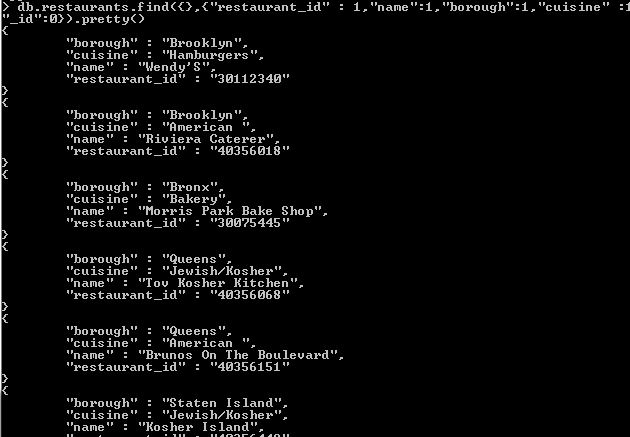 > db.restaurants.find({},{"restaurant_id" : 1,"name":1,"borough":1,"cuisine" :1
"_id":0}).pretty()
{
"borough" : "Brooklyn",
"cuisine" : "Hamburgers",
"name" : "Wendy'S",
"restaurant_id" : "30112340"
}
{
"borough" : "Brooklyn",
"cuisine" : "American ",
"name" : "Riviera Caterer",
"restaurant_id" : "40356018"
}
{
"borough" : "Bronx",
"cuisine" : "Bakery",
"name" : "Morris Park Bake Shop",
"restaurant_id" : "30075445"
}
{
"borough" : "Queens",
"cuisine" : "Jewish/Kosher",
"name" : "Tov Kosher Kitchen",
"restaurant_id" : "40356068"
}
{
"borough" : "Queens",
"cuisine" : "American ",
"name" : "Brunos On The Boulevard",
"restaurant_id" : "40356151"
}
{
"borough" : "Staten Island",
"cuisine" : "Jewish/Kosher",
"name" : "Kosher Island",